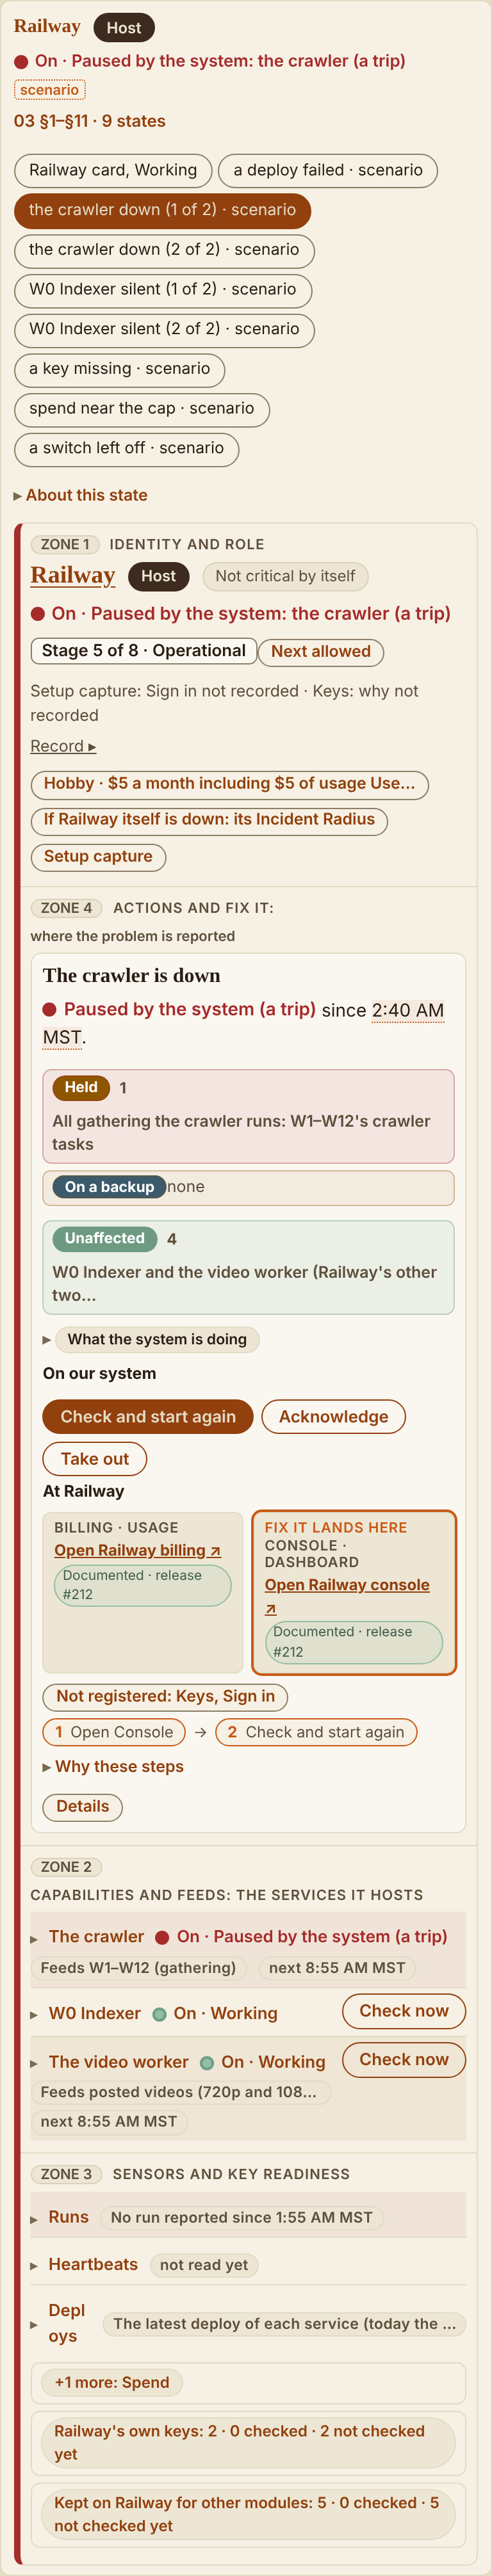 Railway Host
On · Paused by the system: the crawler (a trip)
scenario
03 §1–§11 · 9 states
Railway card, Working a deploy failed · scenario
the crawler down (1 of 2) · scenario
the crawler down (2 of 2) · scenario
W0 Indexer silent (1 of 2) · scenario
W0 Indexer silent (2 of 2) · scenario
a key missing · scenario
spend near the cap · scenario
a switch left off · scenario
▸ About this state
ZONE 1 IDENTITY AND ROLE
Railway Host Not critical by itself
On · Paused by the system: the crawler (a trip)
Stage 5 of 8 · Operational Next allowed
Setup capture: Sign in not recorded · Keys: why not
recorded
Record ▸
Hobby · $5 a month including $5 of usage Use…
If Railway itself is down: its Incident Radius
Setup capture
ZONE 4 ACTIONS AND FIX IT:
where the problem is reported
The crawler is down
Paused by the system (a trip) since 2:40 AM
MST.
Held 1
All gathering the crawler runs: W1–W12's crawler
tasks
On a backup none
Unaffected 4
W0 Indexer and the video worker (Railway's other
two…
▸ What the system is doing
On our system
Check and start again Acknowledge
Take out
At Railway
BILLING · USAGE
Open Railway billing ↗
Documented · release
#212
FIX IT LANDS HERE
CONSOLE ·
DASHBOARD
Open Railway console
↗
Documented · release
#212
Not registered: Keys, Sign in
1 Open Console → 2 Check and start again
▸ Why these steps
Details
ZONE 2
CAPABILITIES AND FEEDS: THE SERVICES IT HOSTS
▸ The crawler On · Paused by the system (a trip)
Feeds W1–W12 (gathering) next 8:55 AM MST
▸ W0 Indexer On · Working Check now
▸ The video worker On · Working Check now
Feeds posted videos (720p and 108…
next 8:55 AM MST
ZONE 3 SENSORS AND KEY READINESS
▸ Runs No run reported since 1:55 AM MST
▸ Heartbeats not read yet
▸ Depl
oys The latest deploy of each service (today the …
+1 more: Spend
Railway's own keys: 2 · 0 checked · 2 not checked
yet
Kept on Railway for other modules: 5 · 0 checked · 5
not checked yet